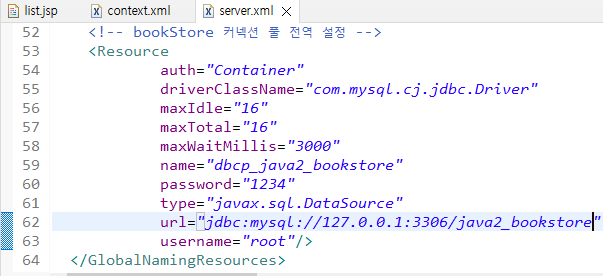 list.jsp context.xml server.xml
52 <!-- bookStore 커넥션 풀 전역 설정 -->
53 <Resource
54 auth="Container"
55 driverClassName="com.mysql.cj.jdbc.Driver"
56 maxIdle="16"
57 maxTotal="16"
58 maxWaitMillis="3000"
59 name="dbcp_java2_bookstore"
60 password="1234"
61 type="javax.sql.DataSource"
62 url="jdbc:mysql://127.0.0.1:3306/java2_bookstore"
63 username="root"/>
64 </GlobalNamingResources>